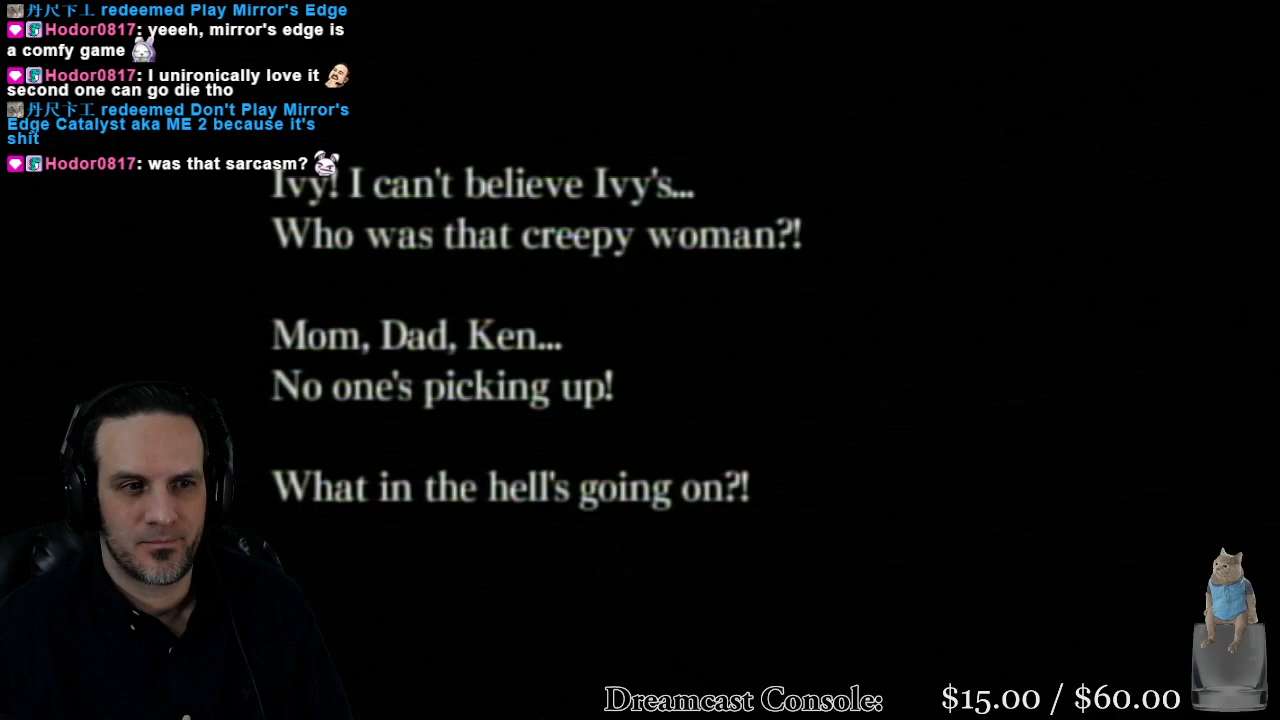 丹尺卞工 redeemed Play Mirror's Edge
Hodor0817: yeeeh, mirror's edge is
a comfy game
Hodor0817: I unironically love it
second one can go die tho
丹尺卞工 redeemed Don't Play Mirror's
Edge Catalyst aka ME 2 because it's
shit
Hodor0817: was that sarcasm?
Ivy! I can't believe Ivy's...
Who was that creepy woman?!
Mom, Dad, Ken...
No one's picking up!
What in the hell's going on?!
Dreamcast Console: $15.00 / $60.00